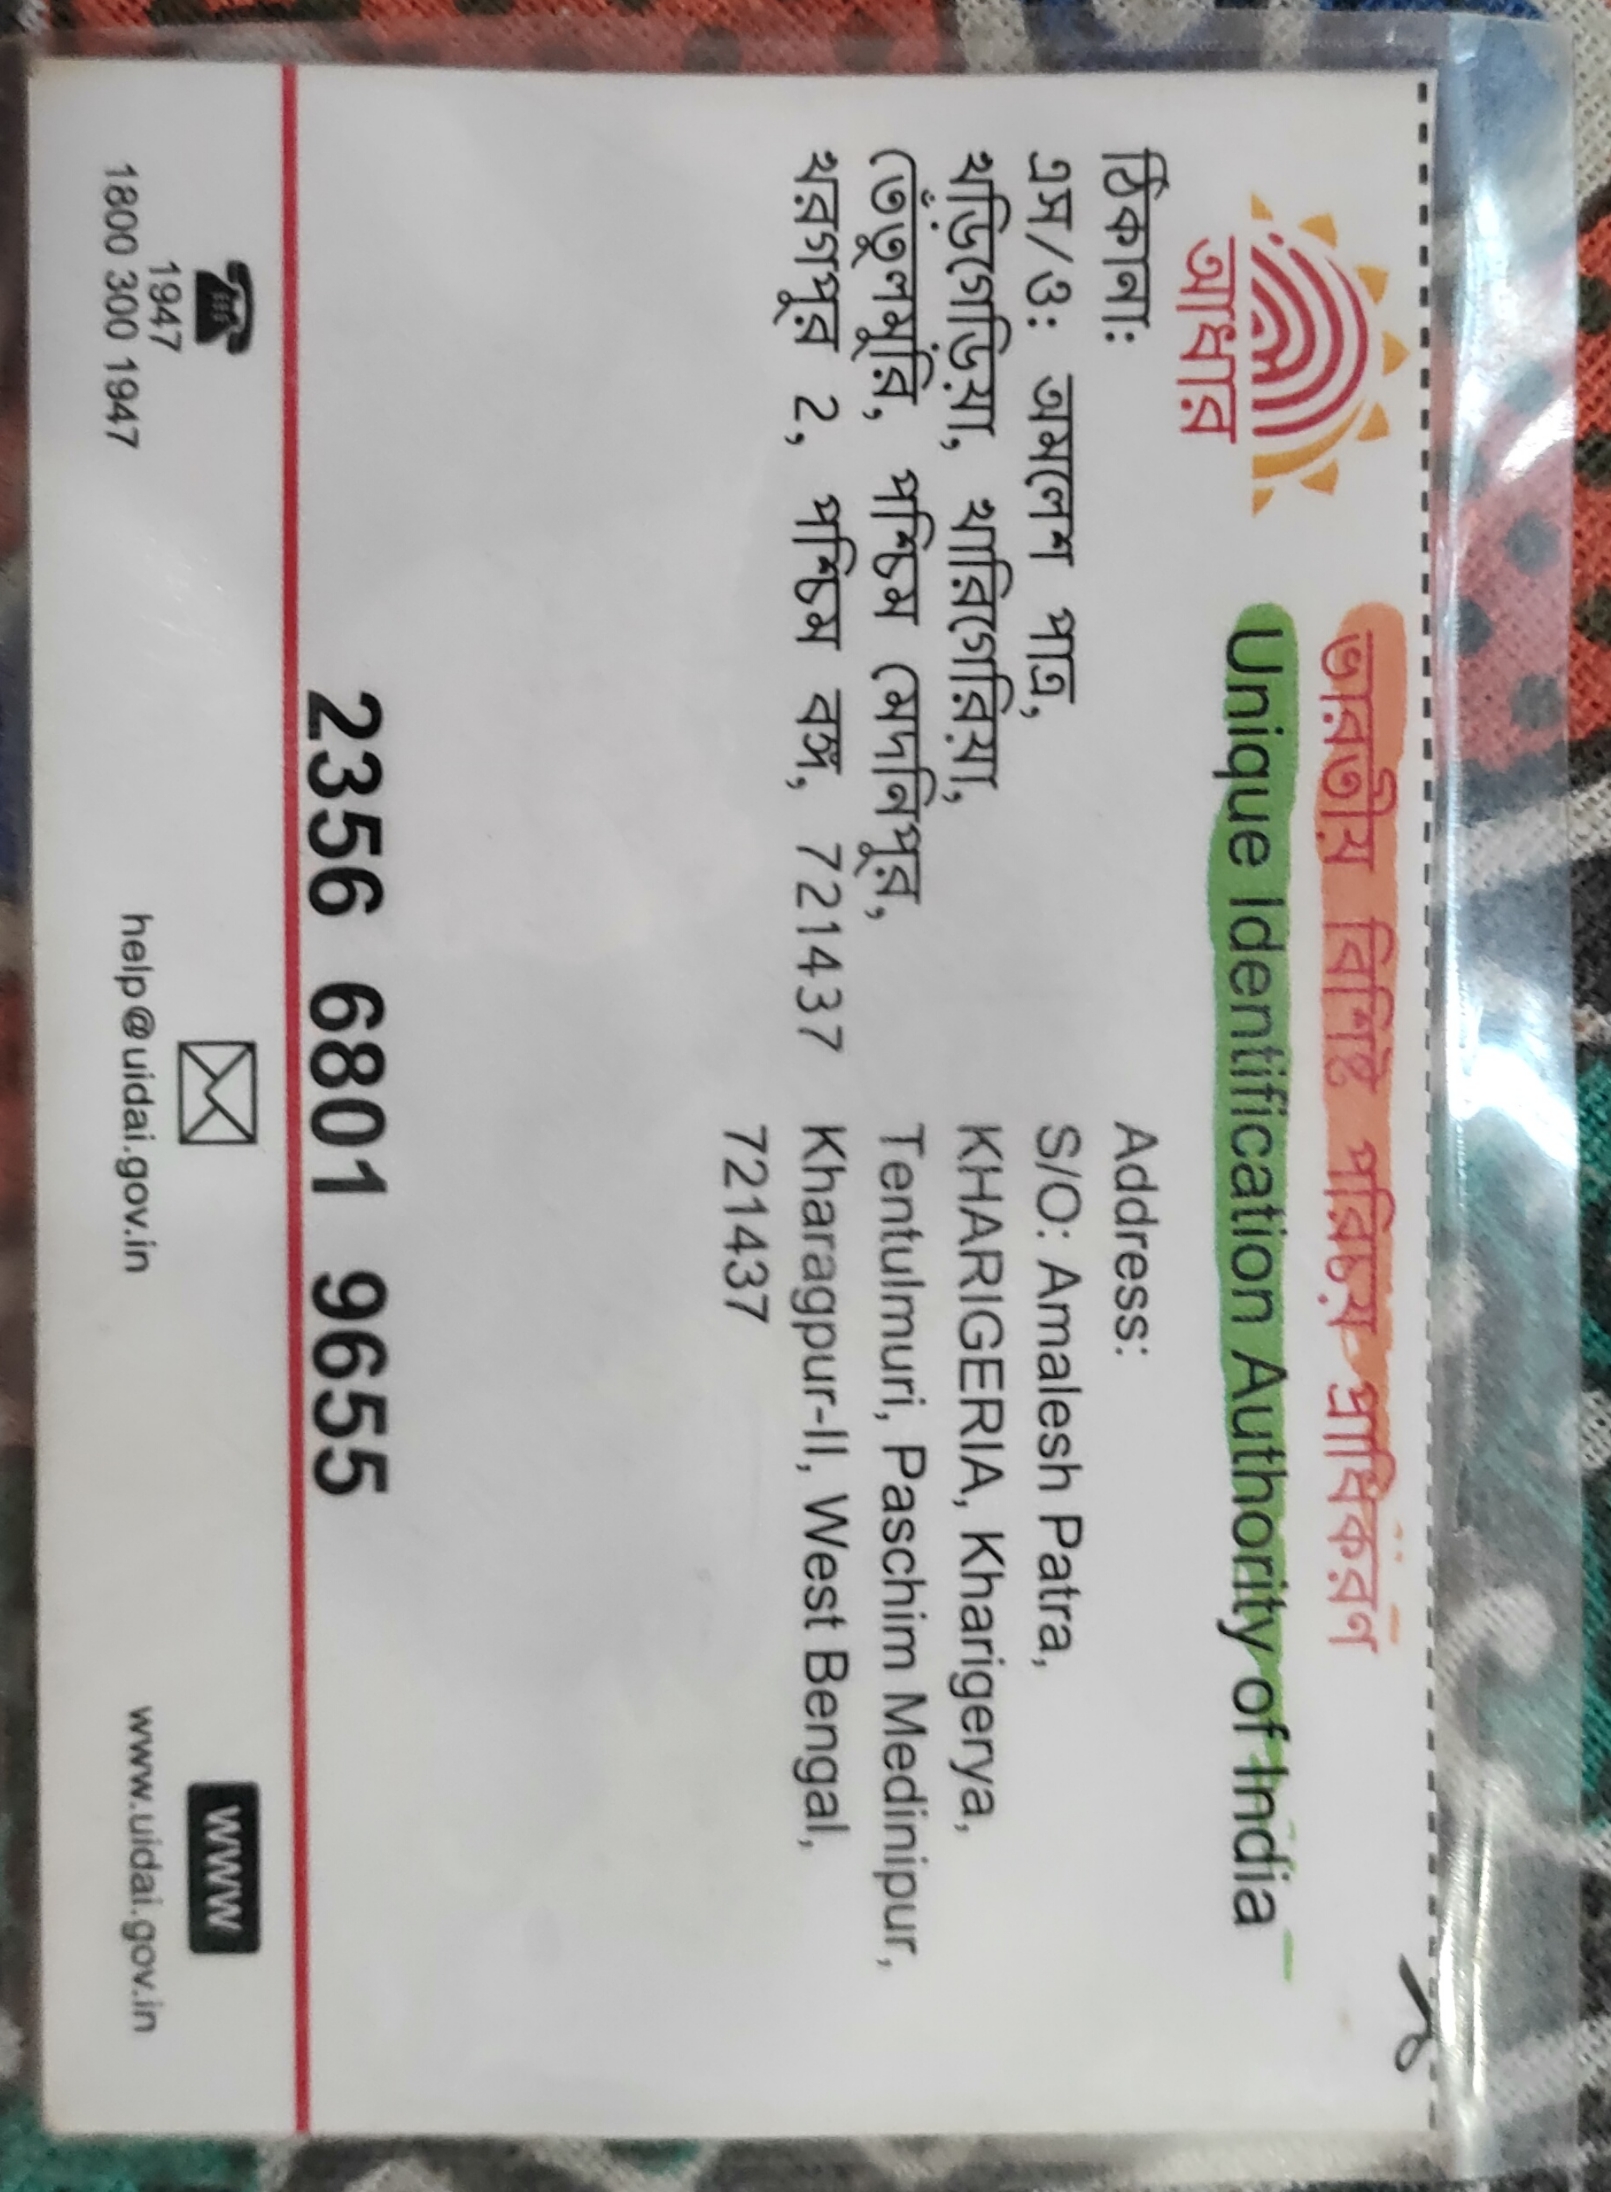 ভারতীয় বিশিষ্ট পরিচয় প্রাধিকরণ
Unique Identification Authority of India
আধার
ঠিকানা:
এস/ও: অমলেশ পাত্র,
খড়িগেড়িয়া, খারিগেরিয়া,
তেঁতুলমুরি, পশ্চিম মেদনিপুর,
খরগপুর 2, পশ্চিম বঙ্গ, 721437
Address:
S/O: Amalesh Patra,
KHARIGERIA, Kharigerya,
Tentulmuri, Paschim Medinipur,
Kharagpur-II, West Bengal,
721437
2356 6801 9655
1947
1800 300 1947
help@uidai.gov.in
WWW
www.uidai.gov.in